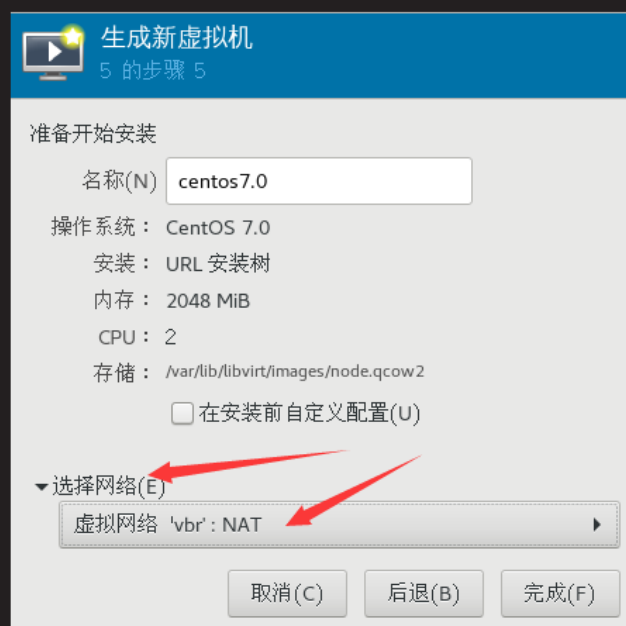 生成新虚拟机
5 的步骤 5
准备开始安装
名称(N) centos7.0
操作系统： CentOS 7.0
安装： URL 安装树
内存： 2048 MiB
CPU： 2
存储： /var/lib/libvirt/images/node.qcow2
在安装前自定义配置(U)
选择网络(E)
虚拟网络 'vbr' : NAT
取消(C) 后退(B) 完成(F)